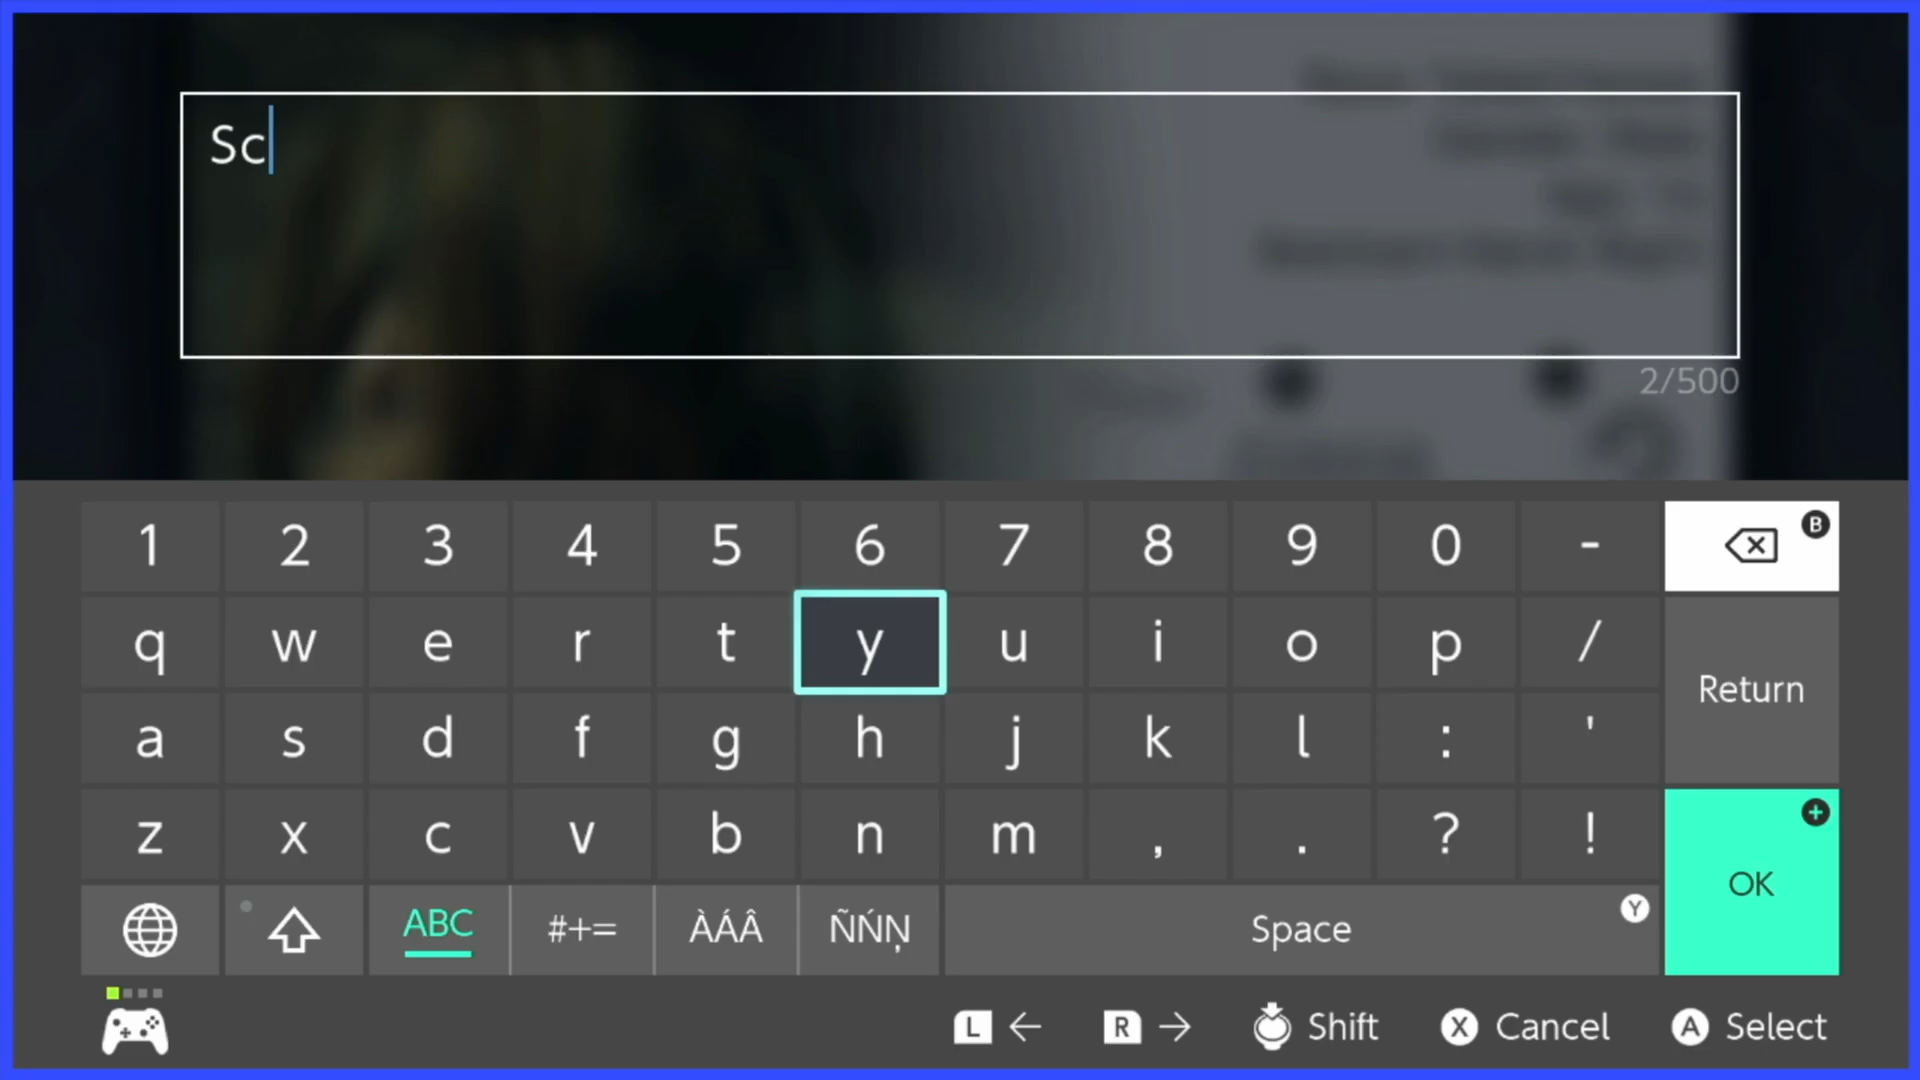 Sc
2/500
1 2 3 4 5 6 7 8 9 0 - B
q w e r t y u i o p /
Return
a s d f g h j k l : '
z x c v b n m , . ? !
+
OK
ABC #+= ÀÁÂ ÑŃŅ Space Y
L ← R → Shift X Cancel A Select